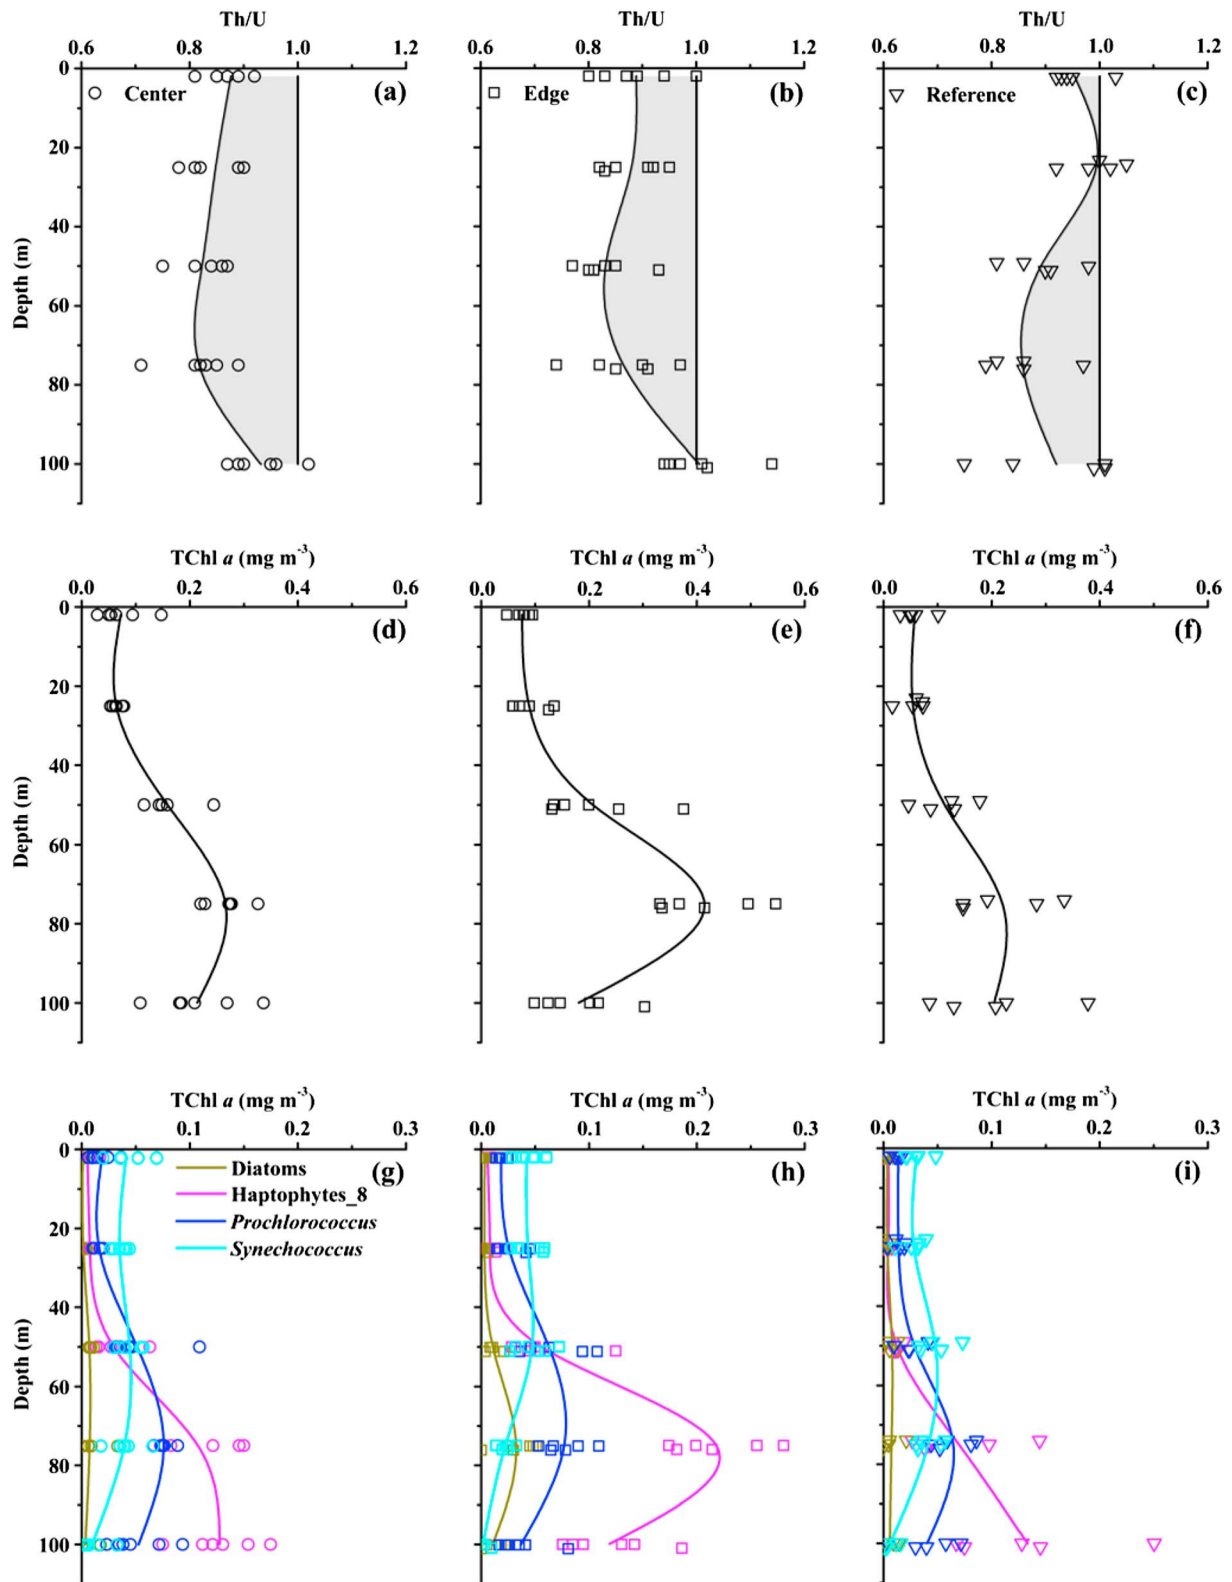 Th/U Th/U Th/U
0.6 0.8 1.0 1.2 0.6 0.8 1.0 1.2 0.6 0.8 1.0 1.2
0
Center (a) Edge (b) Reference (c)
20
40
Depth (m)
60
80
100
TChl a (mg m-3) TChl a (mg m-3) TChl a (mg m-3)
0.0 0.2 0.4 0.6 0.0 0.2 0.4 0.6 0.0 0.2 0.4 0.6
0
(d) (e) (f)
20
40
Depth (m)
60
80
100
TChl a (mg m-3) TChl a (mg m-3) TChl a (mg m-3)
0.0 0.1 0.2 0.3 0.0 0.1 0.2 0.3 0.0 0.1 0.2 0.3
0
Diatoms (g) (h) (i)
Haptophytes_8
Prochlorococcus
20
Synechococcus
40
Depth (m)
60
80
100